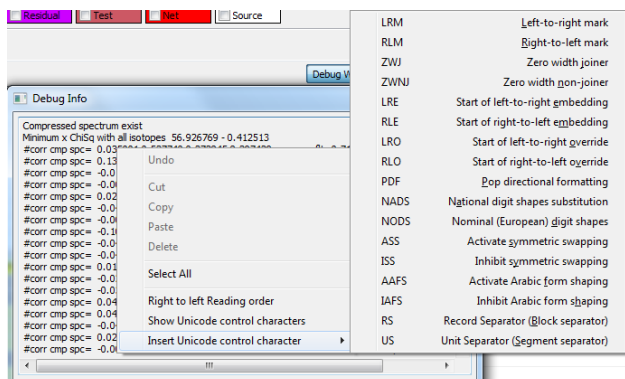 Residual
Test
Net
Source
Debug W
Debug Info
Compressed spectrum exist
Minimum x ChiSq with all isotopes 56.926769 - 0.412513
#corr cmp spc=
#corr cmp spc= 0.13
#corr cmp spc= -0.0
#corr cmp spc= -0.0
#corr cmp spc= 0.02
#corr cmp spc= -0.0
#corr cmp spc= -0.0
#corr cmp spc= -0.1
#corr cmp spc= -0.0
#corr cmp spc= -0.0
#corr cmp spc= 0.01
#corr cmp spc= -0.0
#corr cmp spc= -0.0
#corr cmp spc= 0.04
#corr cmp spc= 0.04
#corr cmp spc= -0.0
#corr cmp spc= 0.02
#corr cmp spc= -0.0
Undo
Cut
Copy
Paste
Delete
Select All
Right to left Reading order
Show Unicode control characters
Insert Unicode control character
LRM Left-to-right mark
RLM Right-to-left mark
ZWJ Zero width joiner
ZWNJ Zero width non-joiner
LRE Start of left-to-right embedding
RLE Start of right-to-left embedding
LRO Start of left-to-right override
RLO Start of right-to-left override
PDF Pop directional formatting
NADS National digit shapes substitution
NODS Nominal (European) digit shapes
ASS Activate symmetric swapping
ISS Inhibit symmetric swapping
AAFS Activate Arabic form shaping
IAFS Inhibit Arabic form shaping
RS Record Separator (Block separator)
US Unit Separator (Segment separator)